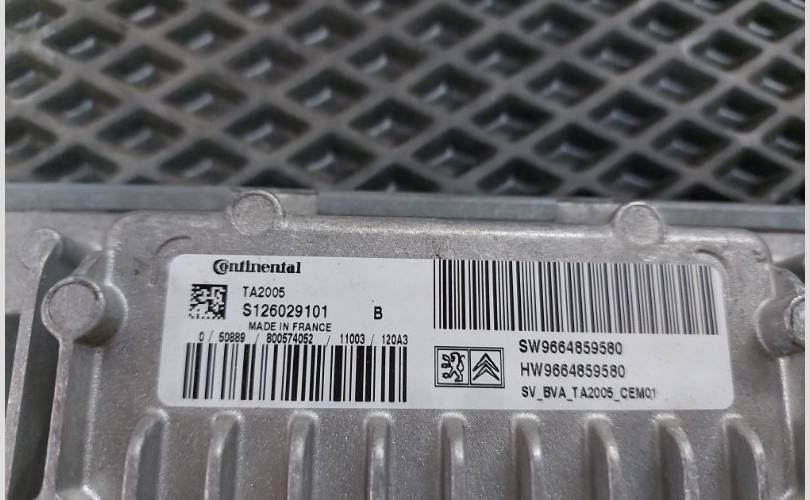 Continental
TA2005
S126029101 B
MADE IN FRANCE
0 / 50889 / 800574052 / 11003 / 120A3
SW9664859580
HW9664859580
SV_BVA_TA2005_CEM01